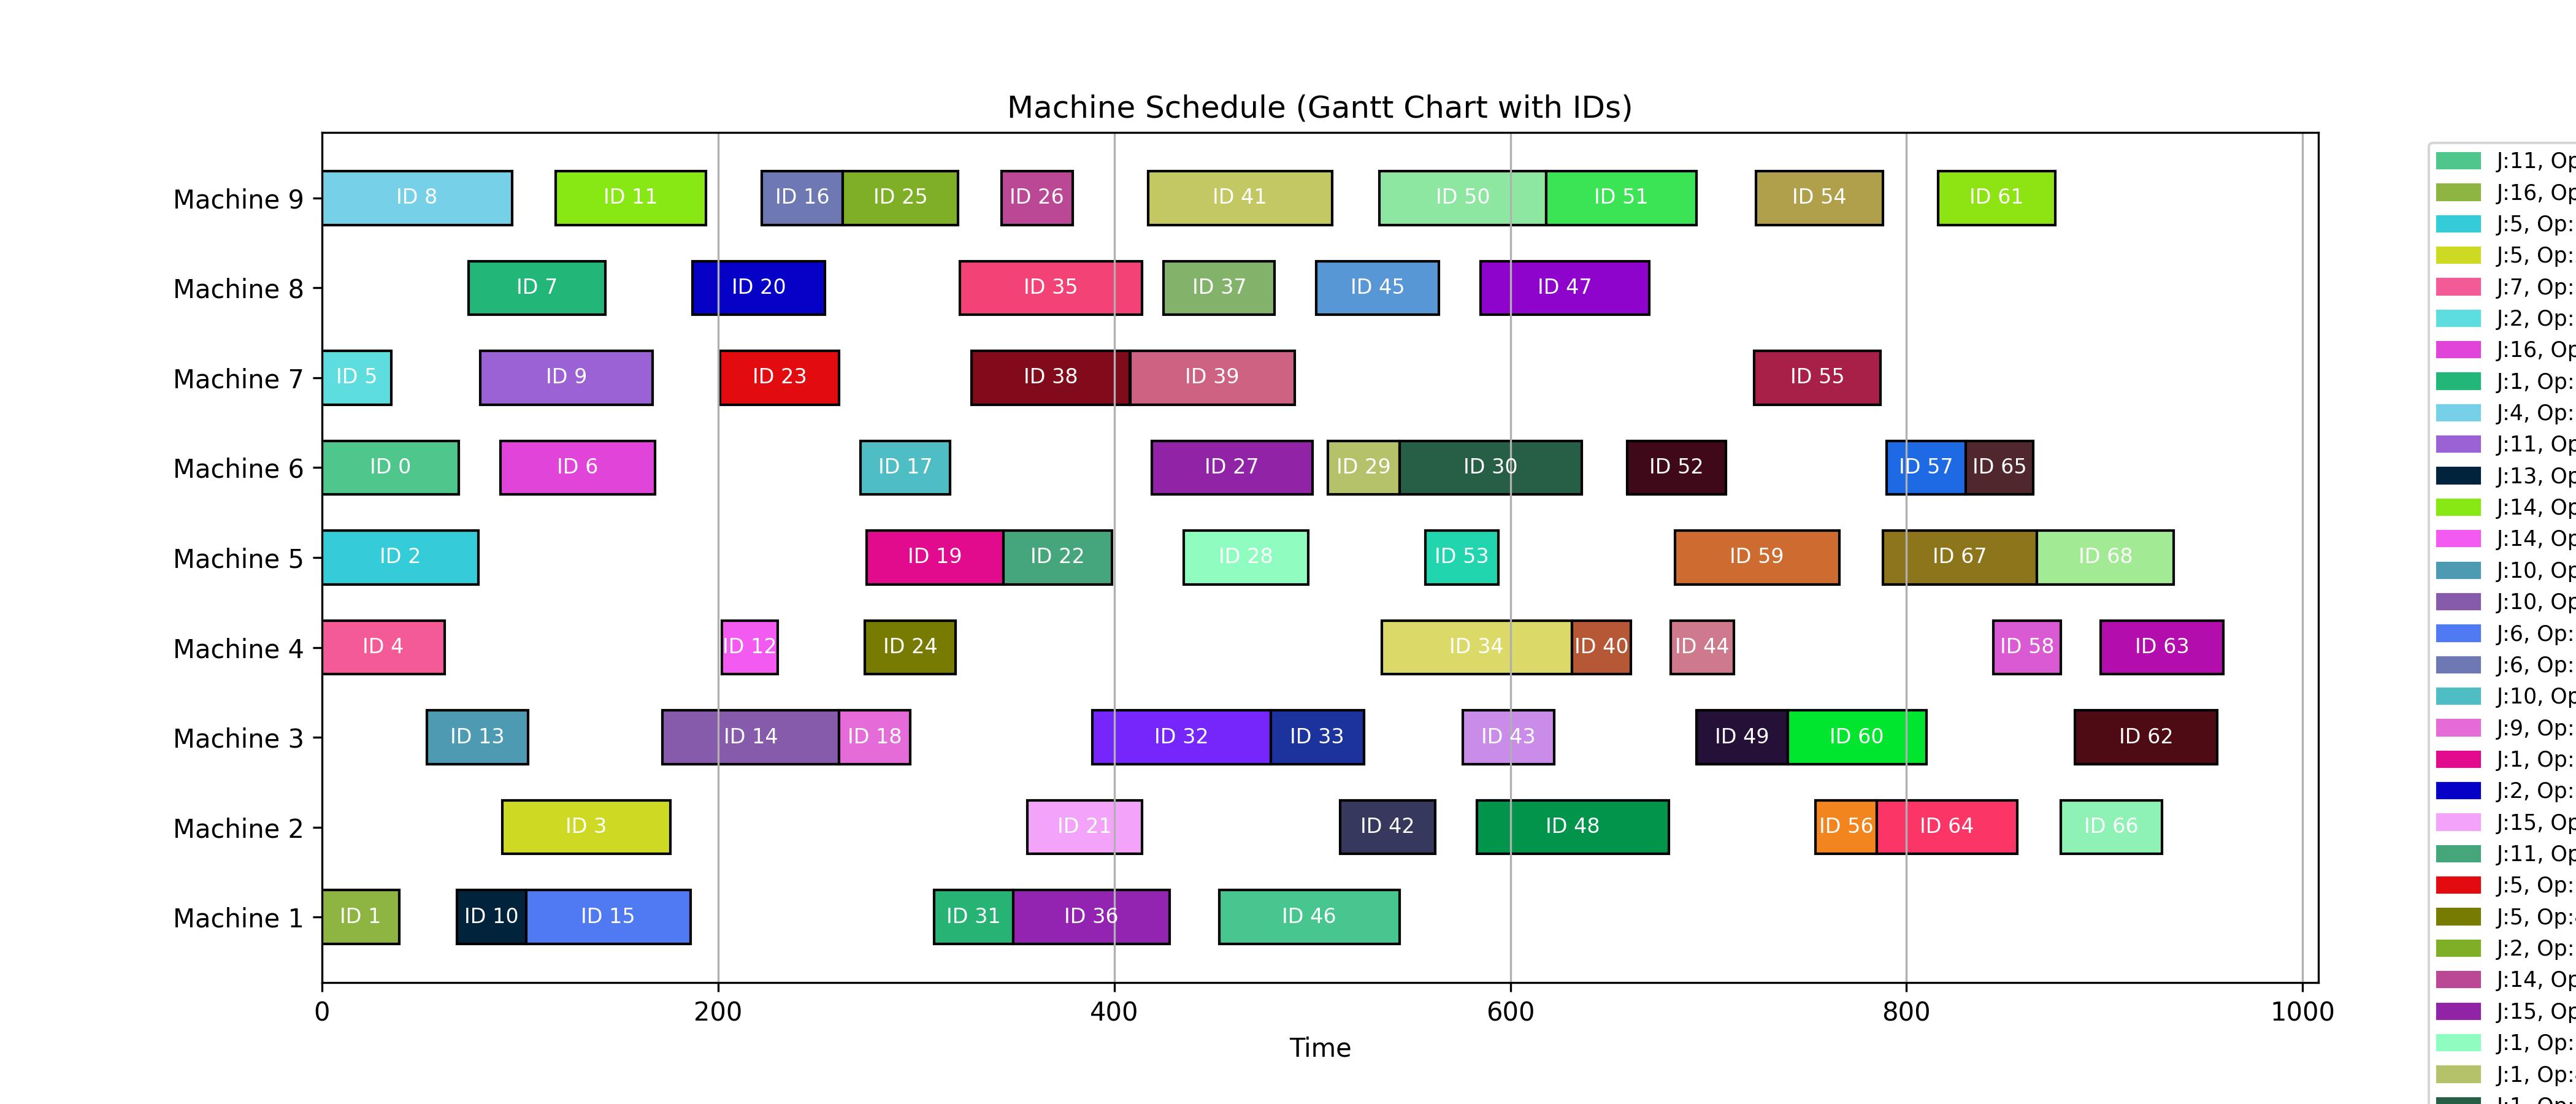 Machine Schedule (Gantt Chart with IDs)
Machine 9
ID 8
ID 11
ID 16
ID 25
ID 26
ID 41
ID 50
ID 51
ID 54
ID 61
Machine 8
ID 7
ID 20
ID 35
ID 37
ID 45
ID 47
Machine 7
ID 5
ID 9
ID 23
ID 38
ID 39
ID 55
Machine 6
ID 0
ID 6
ID 17
ID 27
ID 29
ID 30
ID 52
ID 57
ID 65
Machine 5
ID 2
ID 19
ID 22
ID 28
ID 53
ID 59
ID 67
ID 68
Machine 4
ID 4
ID 12
ID 24
ID 34
ID 40
ID 44
ID 58
ID 63
Machine 3
ID 13
ID 14
ID 18
ID 32
ID 33
ID 43
ID 49
ID 60
ID 62
Machine 2
ID 3
ID 21
ID 42
ID 48
ID 56
ID 64
ID 66
Machine 1
ID 1
ID 10
ID 15
ID 31
ID 36
ID 46
0
200
400
600
800
1000
Time
J:11, Op
J:16, Op
J:5, Op:
J:5, Op:
J:7, Op:
J:2, Op:
J:16, Op
J:1, Op:
J:4, Op:
J:11, Op
J:13, Op
J:14, Op
J:14, Op
J:10, Op
J:10, Op
J:6, Op:
J:6, Op:
J:10, Op
J:9, Op:
J:1, Op:
J:2, Op:
J:15, Op
J:11, Op
J:5, Op:
J:5, Op:
J:2, Op:
J:14, Op
J:15, Op
J:1, Op:
J:1, Op: